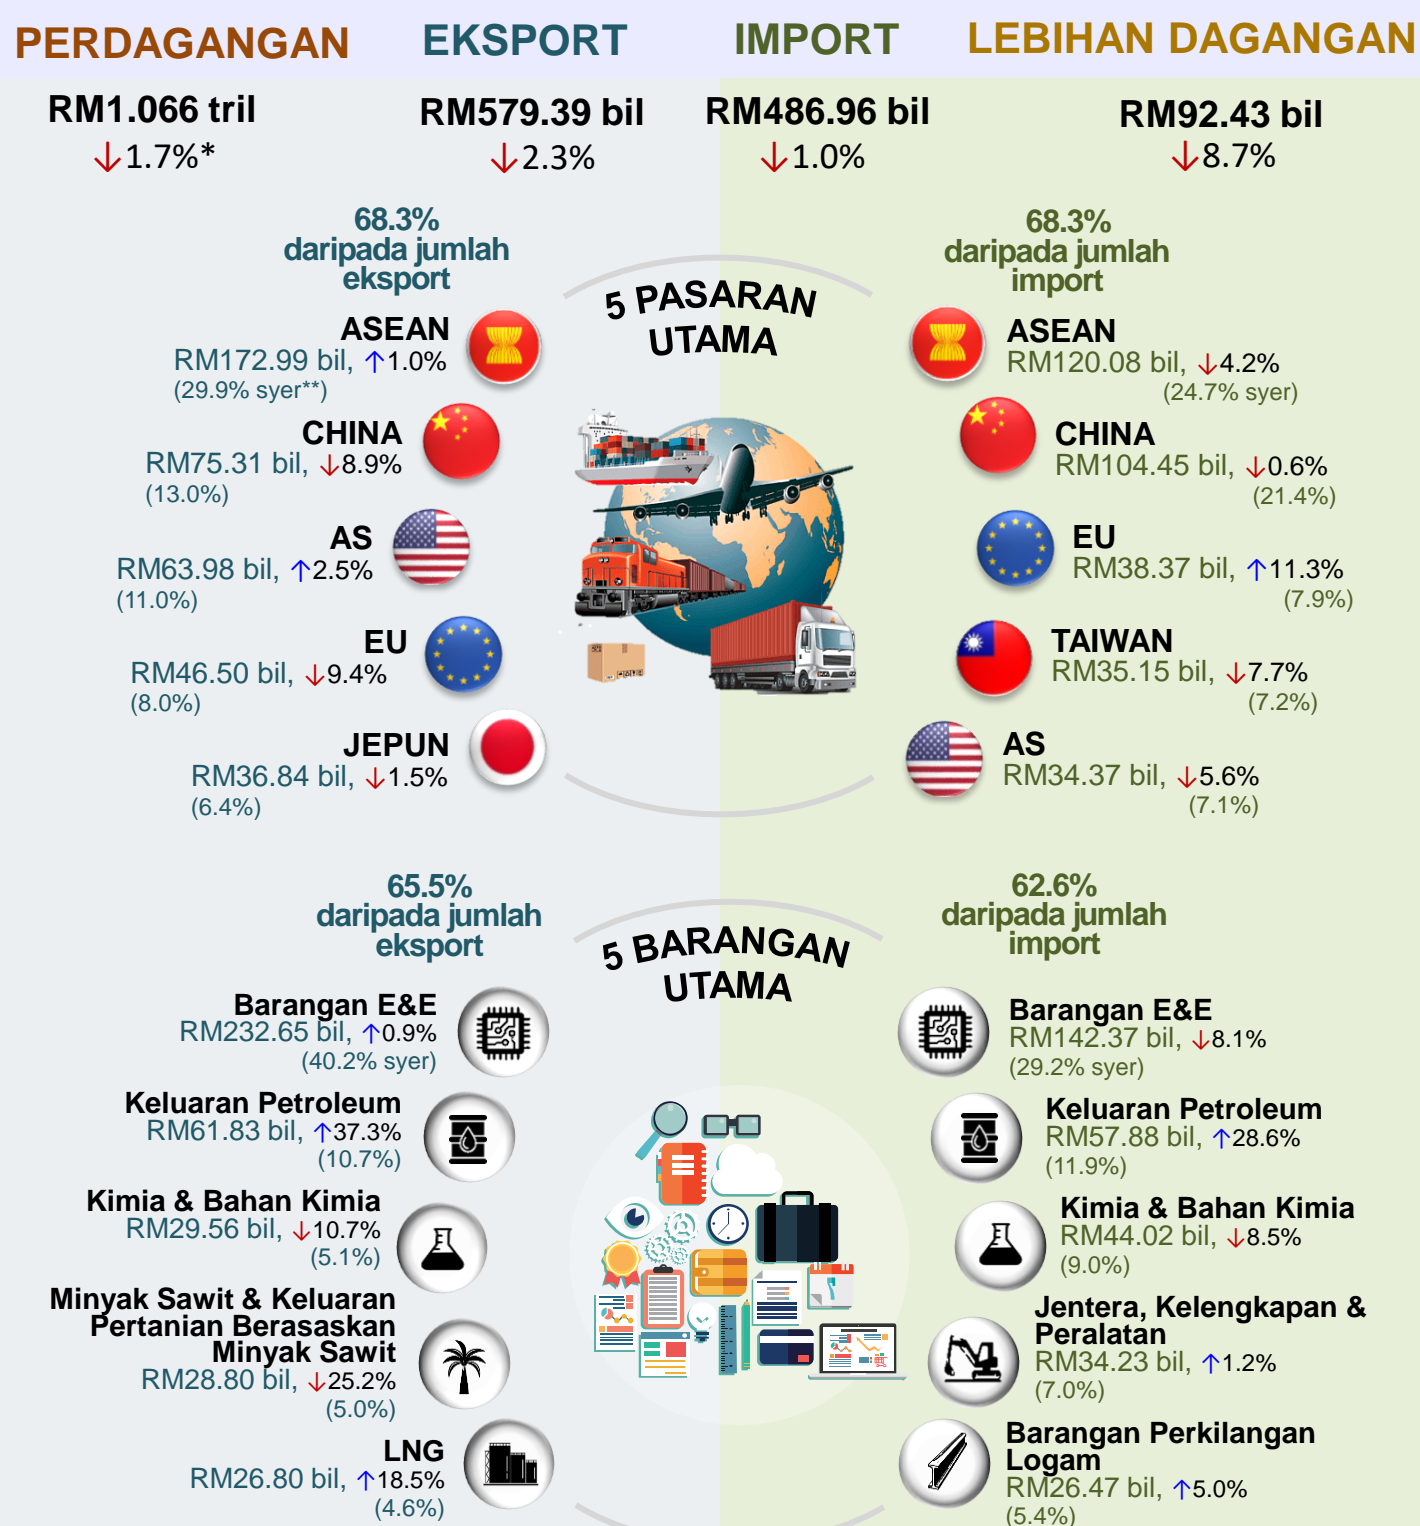 PERDAGANGAN
EKSPORT
IMPORT
LEBIHAN DAGANGAN
RM1.066 tril
↓1.7%*
RM579.39 bil
↓2.3%
RM486.96 bil
↓1.0%
RM92.43 bil
↓8.7%
5 PASARAN
UTAMA
68.3%
daripada jumlah
eksport
ASEAN
RM172.99 bil, ↑1.0%
(29.9% syer**)
CHINA
RM75.31 bil, ↓8.9%
(13.0%)
AS
RM63.98 bil, ↑2.5%
(11.0%)
EU
RM46.50 bil, ↓9.4%
(8.0%)
JEPUN
RM36.84 bil, ↓1.5%
(6.4%)
68.3%
daripada jumlah
import
ASEAN
RM120.08 bil, ↓4.2%
(24.7% syer)
CHINA
RM104.45 bil, ↓0.6%
(21.4%)
EU
RM38.37 bil, ↑11.3%
(7.9%)
TAIWAN
RM35.15 bil, ↓7.7%
(7.2%)
AS
RM34.37 bil, ↓5.6%
(7.1%)
5 BARANGAN
UTAMA
65.5%
daripada jumlah
eksport
Barangan E&E
RM232.65 bil, ↑0.9%
(40.2% syer)
Keluaran Petroleum
RM61.83 bil, ↑37.3%
(10.7%)
Kimia & Bahan Kimia
RM29.56 bil, ↓10.7%
(5.1%)
Minyak Sawit & Keluaran
Pertanian Berasaskan
Minyak Sawit
RM28.80 bil, ↓25.2%
(5.0%)
LNG
RM26.80 bil, ↑18.5%
(4.6%)
62.6%
daripada jumlah
import
Barangan E&E
RM142.37 bil, ↓8.1%
(29.2% syer)
Keluaran Petroleum
RM57.88 bil, ↑28.6%
(11.9%)
Kimia & Bahan Kimia
RM44.02 bil, ↓8.5%
(9.0%)
Jentera, Kelengkapan &
Peralatan
RM34.23 bil, ↑1.2%
(7.0%)
Barangan Perkilangan
Logam
RM26.47 bil, ↑5.0%
(5.4%)